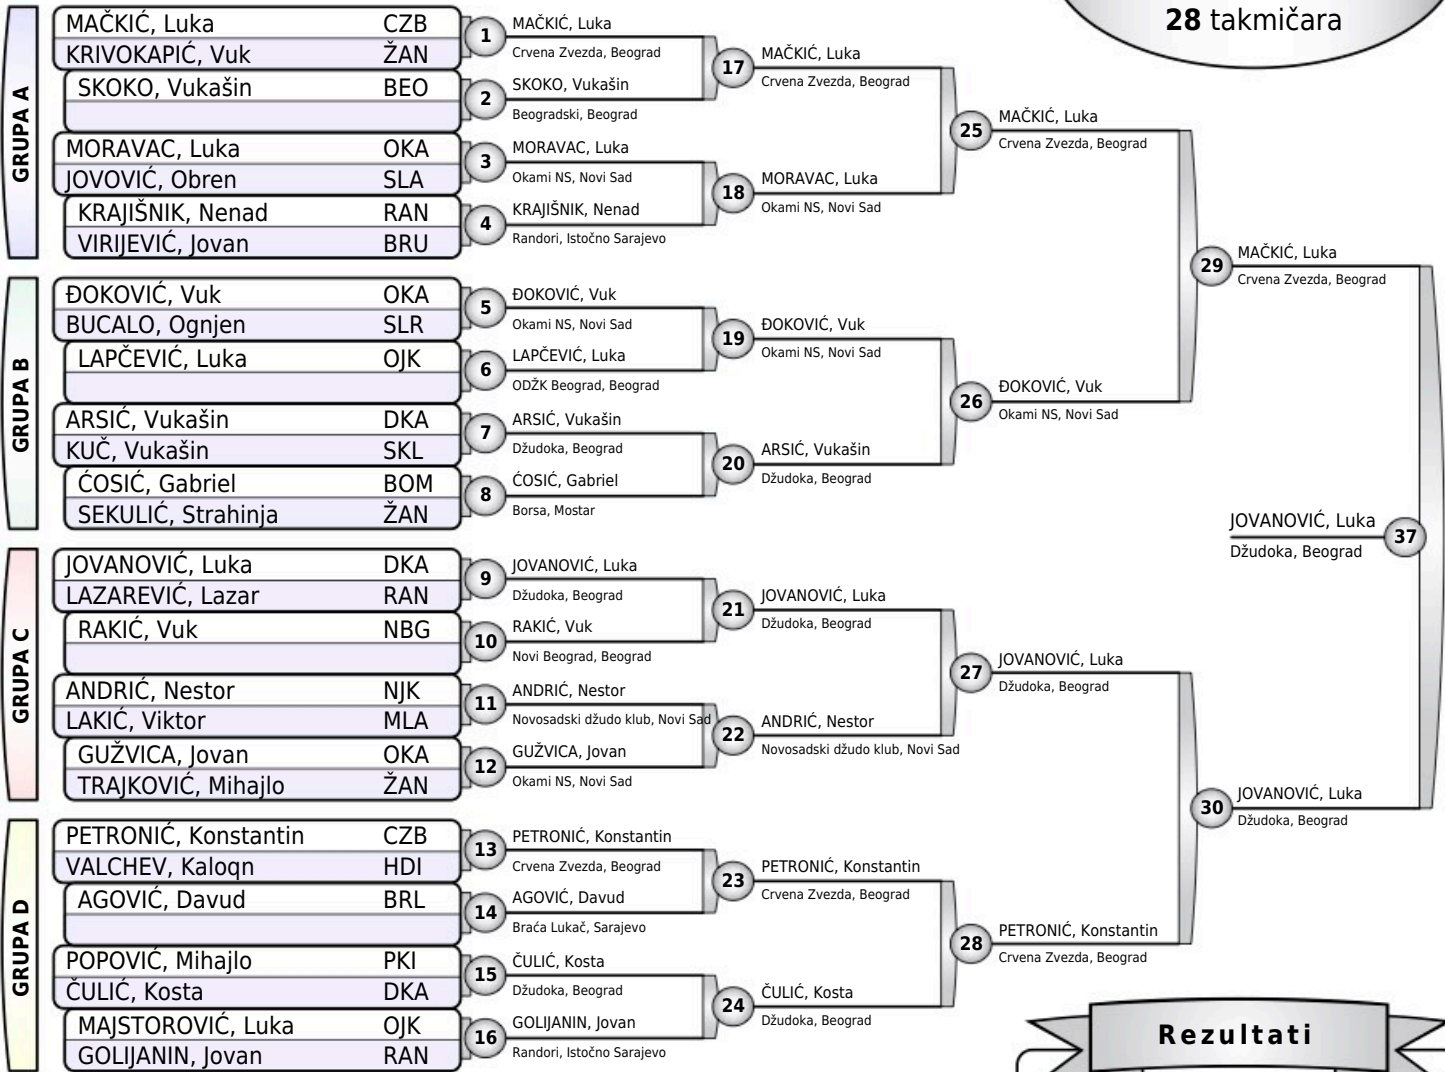 28 takmičara
GRUPA A
MAČKIĆ, Luka CZB
KRIVOKAPIĆ, Vuk ŽAN
SKOKO, Vukašin BEO
MORAVAC, Luka OKA
JOVOVIĆ, Obren SLA
KRAJIŠNIK, Nenad RAN
VIRIJEVIĆ, Jovan BRU
GRUPA B
ĐOKOVIĆ, Vuk OKA
BUCALO, Ognjen SLR
LAPČEVIĆ, Luka OJK
ARSIĆ, Vukašin DKA
KUČ, Vukašin SKL
ĆOSIĆ, Gabriel BOM
SEKULIĆ, Strahinja ŽAN
GRUPA C
JOVANOVIĆ, Luka DKA
LAZAREVIĆ, Lazar RAN
RAKIĆ, Vuk NBG
ANDRIĆ, Nestor NJK
LAKIĆ, Viktor MLA
GUŽVICA, Jovan OKA
TRAJKOVIĆ, Mihajlo ŽAN
GRUPA D
PETRONIĆ, Konstantin CZB
VALCHEV, Kaloqn HDI
AGOVIĆ, Davud BRL
POPOVIĆ, Mihajlo PKI
ČULIĆ, Kosta DKA
MAJSTOROVIĆ, Luka OJK
GOLIJANIN, Jovan RAN
1 MAČKIĆ, Luka
Crvena Zvezda, Beograd
2 SKOKO, Vukašin
Beogradski, Beograd
3 MORAVAC, Luka
Okami NS, Novi Sad
4 KRAJIŠNIK, Nenad
Randori, Istočno Sarajevo
5 ĐOKOVIĆ, Vuk
Okami NS, Novi Sad
6 LAPČEVIĆ, Luka
ODŽK Beograd, Beograd
7 ARSIĆ, Vukašin
Džudoka, Beograd
8 ĆOSIĆ, Gabriel
Borsa, Mostar
9 JOVANOVIĆ, Luka
Džudoka, Beograd
10 RAKIĆ, Vuk
Novi Beograd, Beograd
11 ANDRIĆ, Nestor
Novosadski džudo klub, Novi Sad
12 GUŽVICA, Jovan
Okami NS, Novi Sad
13 PETRONIĆ, Konstantin
Crvena Zvezda, Beograd
14 AGOVIĆ, Davud
Braća Lukač, Sarajevo
15 ČULIĆ, Kosta
Džudoka, Beograd
16 GOLIJANIN, Jovan
Randori, Istočno Sarajevo
17 MAČKIĆ, Luka
Crvena Zvezda, Beograd
18 MORAVAC, Luka
Okami NS, Novi Sad
19 ĐOKOVIĆ, Vuk
Okami NS, Novi Sad
20 ARSIĆ, Vukašin
Džudoka, Beograd
21 JOVANOVIĆ, Luka
Džudoka, Beograd
22 ANDRIĆ, Nestor
Novosadski džudo klub, Novi Sad
23 PETRONIĆ, Konstantin
Crvena Zvezda, Beograd
24 ČULIĆ, Kosta
Džudoka, Beograd
25 MAČKIĆ, Luka
Crvena Zvezda, Beograd
26 ĐOKOVIĆ, Vuk
Okami NS, Novi Sad
27 JOVANOVIĆ, Luka
Džudoka, Beograd
28 PETRONIĆ, Konstantin
Crvena Zvezda, Beograd
29 MAČKIĆ, Luka
Crvena Zvezda, Beograd
30 JOVANOVIĆ, Luka
Džudoka, Beograd
JOVANOVIĆ, Luka 37
Džudoka, Beograd
Rezultati